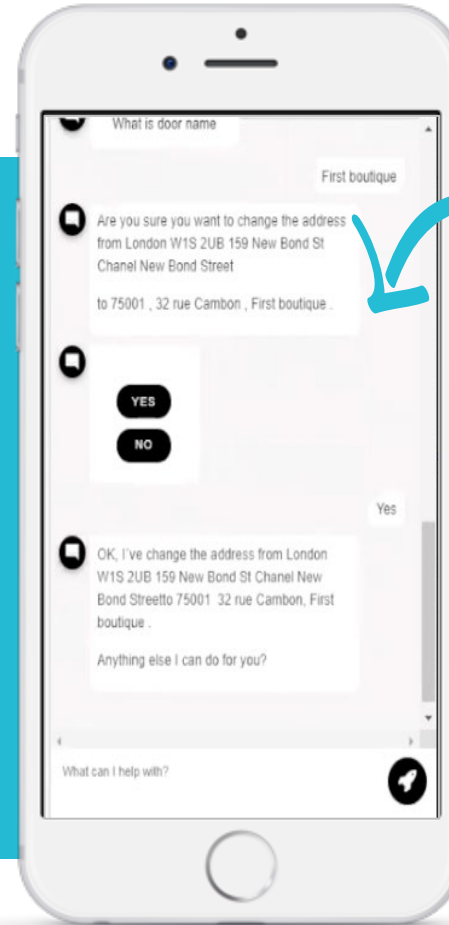 What is door name
First boutique
Are you sure you want to change the address
from London W1S 2UB 159 New Bond St
Chanel New Bond Street
to 75001 , 32 rue Cambon , First boutique .
YES
NO
Yes
OK, I've change the address from London
W1S 2UB 159 New Bond St Chanel New
Bond Streetto 75001 32 rue Cambon, First
boutique .
Anything else I can do for you?
What can I help with?